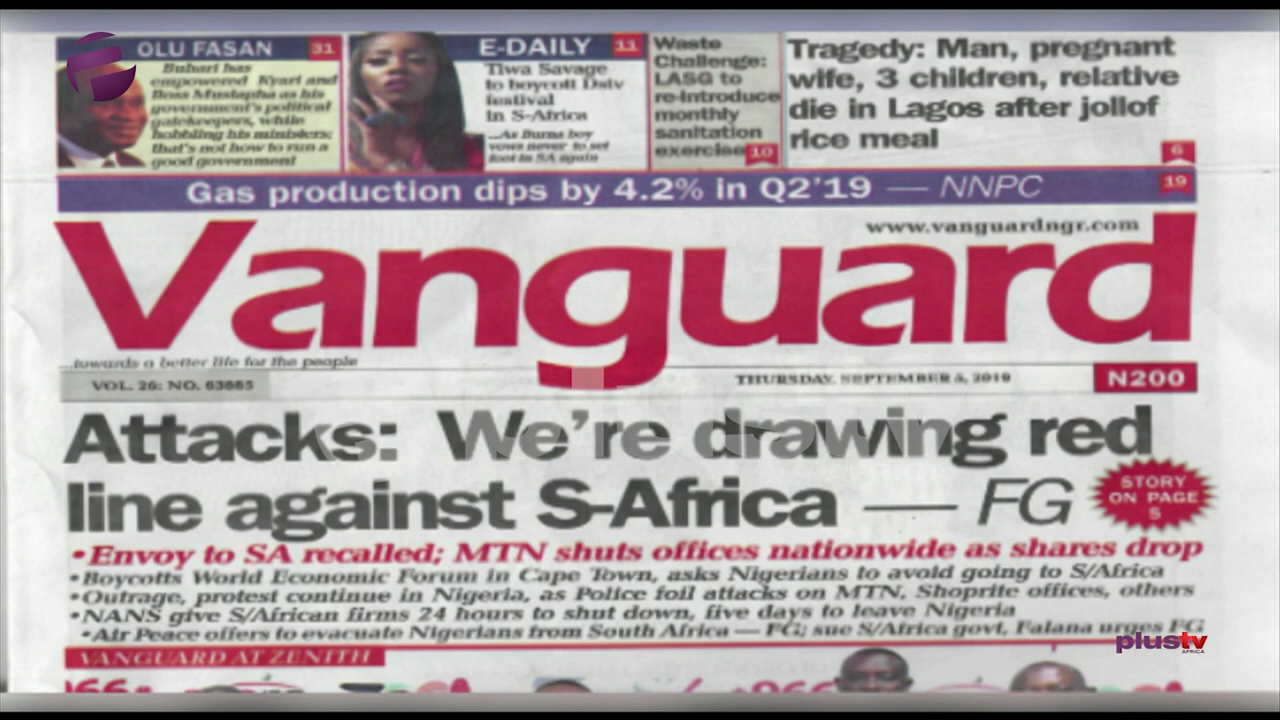 OLU FASAN
31
Buhari has
empowered Kyari and
Boss Mustapha as his
government's political
gatekeepers, while
hobbling his ministers;
that's not how to run a
good government
E-DAILY
11
Tiwa Savage
to boycott Dstv
festival
in S-Africa
...As Burna boy
vows never to set
foot in SA again
Waste
Challenge:
LASG to
re-introduce
monthly
sanitation
exercise
10
Tragedy: Man, pregnant
wife, 3 children, relative
die in Lagos after jollof
rice meal
6
Gas production dips by 4.2% in Q2'19 — NNPC
19
www.vanguardngr.com
Vanguard
...towards a better life for the people
VOL. 26: NO. 63885
THURSDAY, SEPTEMBER 5, 2019
N200
Attacks: We're drawing red
line against S-Africa — FG
STORY
ON PAGE
5
•Envoy to SA recalled; MTN shuts offices nationwide as shares drop
•Boycotts World Economic Forum in Cape Town, asks Nigerians to avoid going to S/Africa
•Outrage, protest continue in Nigeria, as Police foil attacks on MTN, Shoprite offices, others
•NANS give S/African firms 24 hours to shut down, five days to leave Nigeria
•Air Peace offers to evacuate Nigerians from South Africa — FG; sue S/Africa govt, Falana urges FG
plustv
AFRICA
VANGUARD AT ZENITH